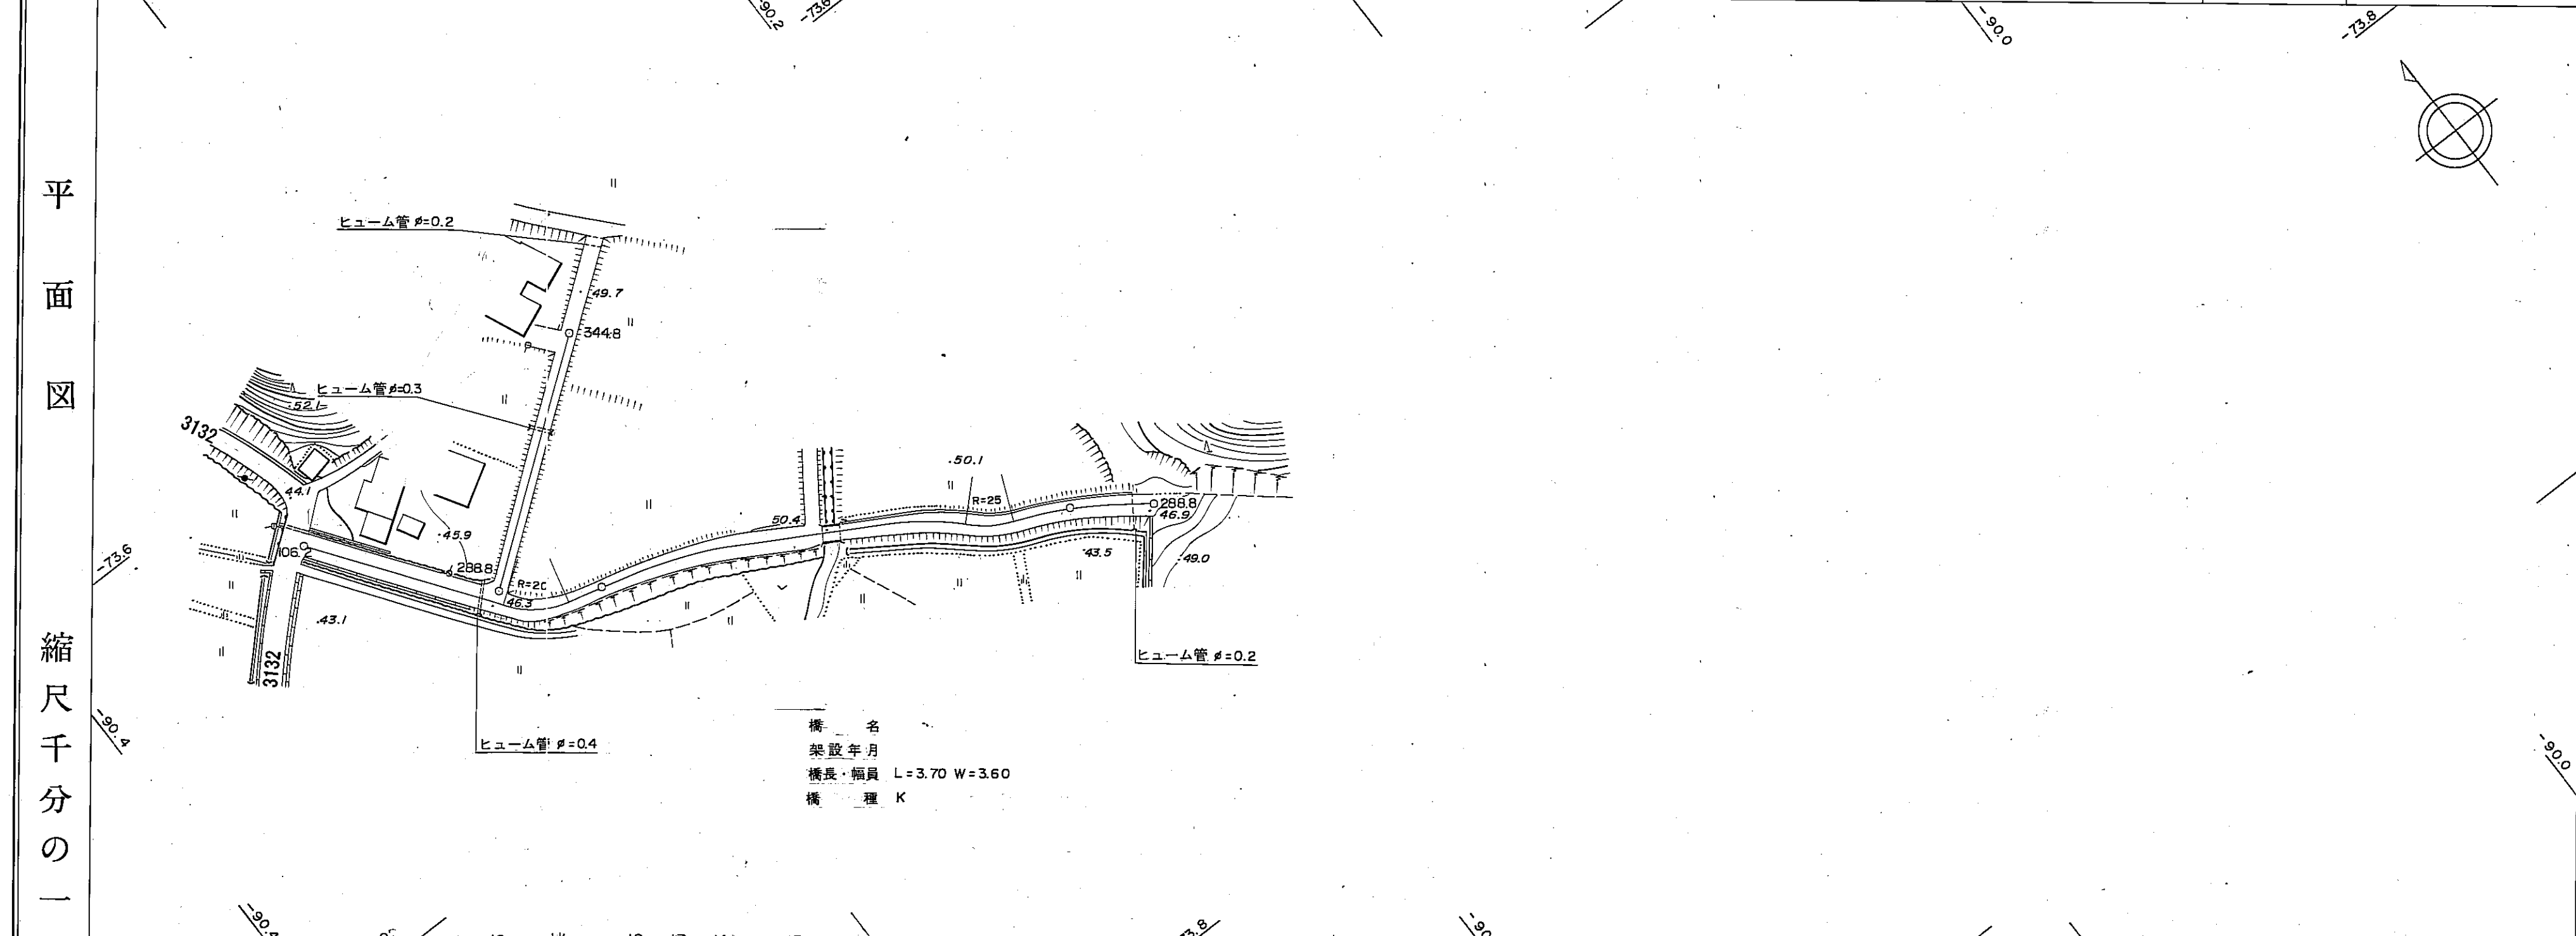 平面図
縮尺千分の一
-90.2
-73.6
-90.0
-73.8
ヒューム管 φ=0.2
49.7
344.8
ヒューム管 φ=0.3
.52.1
3132
44.1
.45.9
106.2
288.8
R=20
46.3
.43.1
3132
50.4
.50.1
R=25
288.8
46.9
43.5
49.0
-73.6
-90.4
ヒューム管 φ=0.2
ヒューム管 φ=0.4
橋名
架設年月
橋長・幅員 L=3.70 W=3.60
橋種 K
-90.0